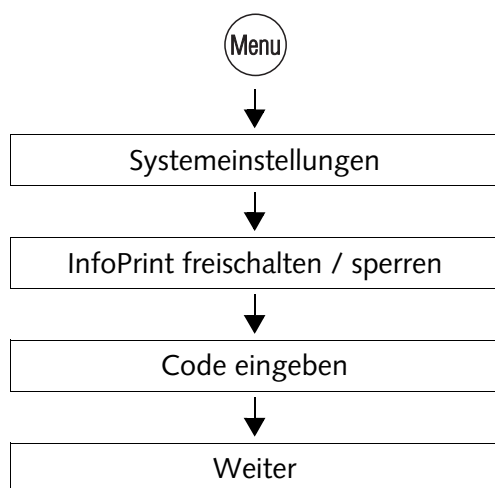 Menu
Systemeinstellungen
InfoPrint freischalten / sperren
Code eingeben
Weiter